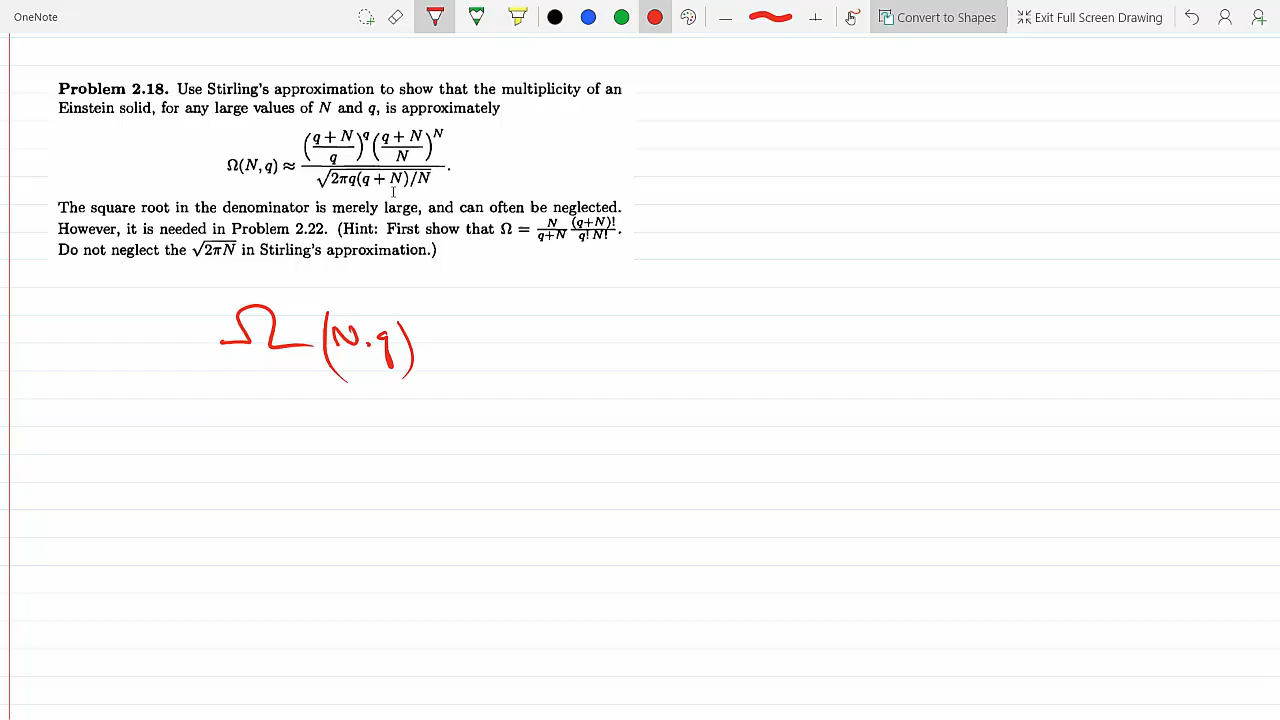 OneNote
Convert to Shapes
Exit Full Screen Drawing
Problem 2.18. Use Stirling's approximation to show that the multiplicity of an
Einstein solid, for any large values of N and q, is approximately
Ω(N,q) ≈ ((q+N)/q)^q ((q+N)/N)^N / √(2πq(q+N)/N).
The square root in the denominator is merely large, and can often be neglected.
However, it is needed in Problem 2.22. (Hint: First show that Ω = N/(q+N) (q+N)!/(q! N!).
Do not neglect the √(2πN) in Stirling's approximation.)
Ω (N.q)